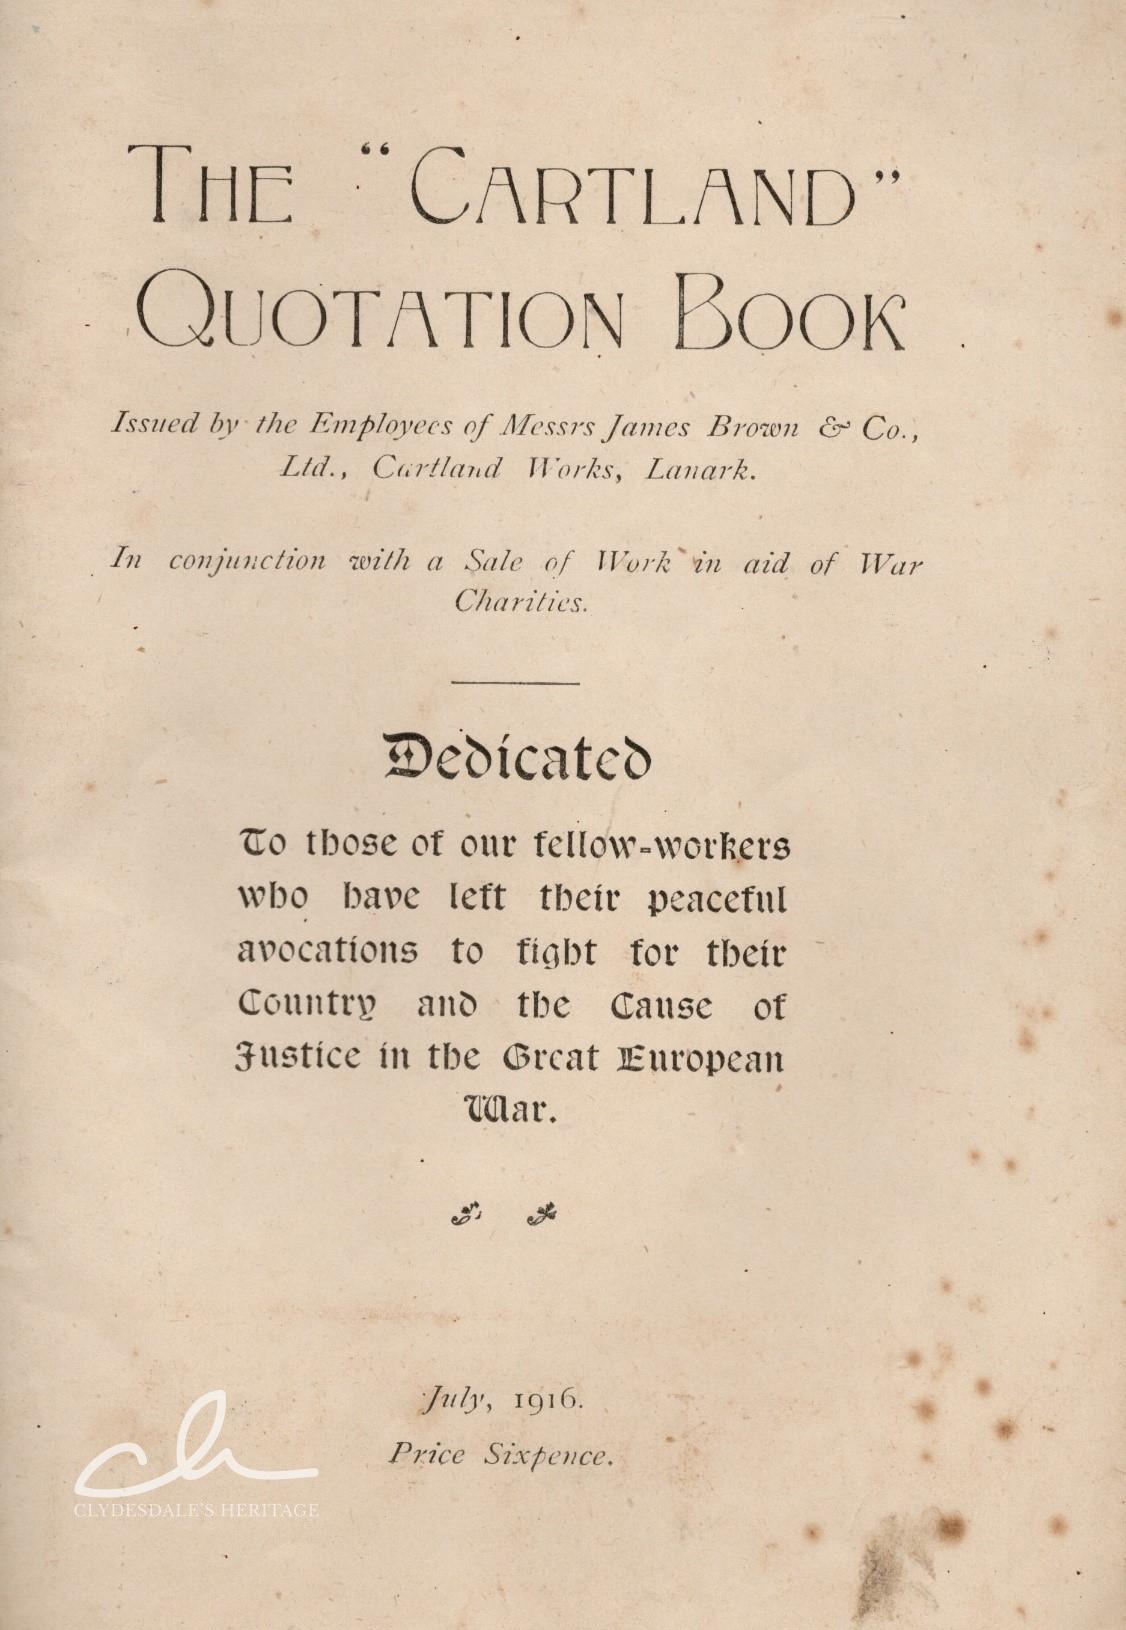 The “Cartland”
Quotation Book
Issued by the Employees of Messrs James Brown & Co.,
Ltd., Cartland Works, Lanark.
In conjunction with a Sale of Work in aid of War
Charities.
Dedicated
To those of our fellow-workers
who have left their peaceful
avocations to fight for their
Country and the Cause of
Justice in the Great European
War.
July, 1916.
Price Sixpence.
ch
CLYDESDALE'S HERITAGE